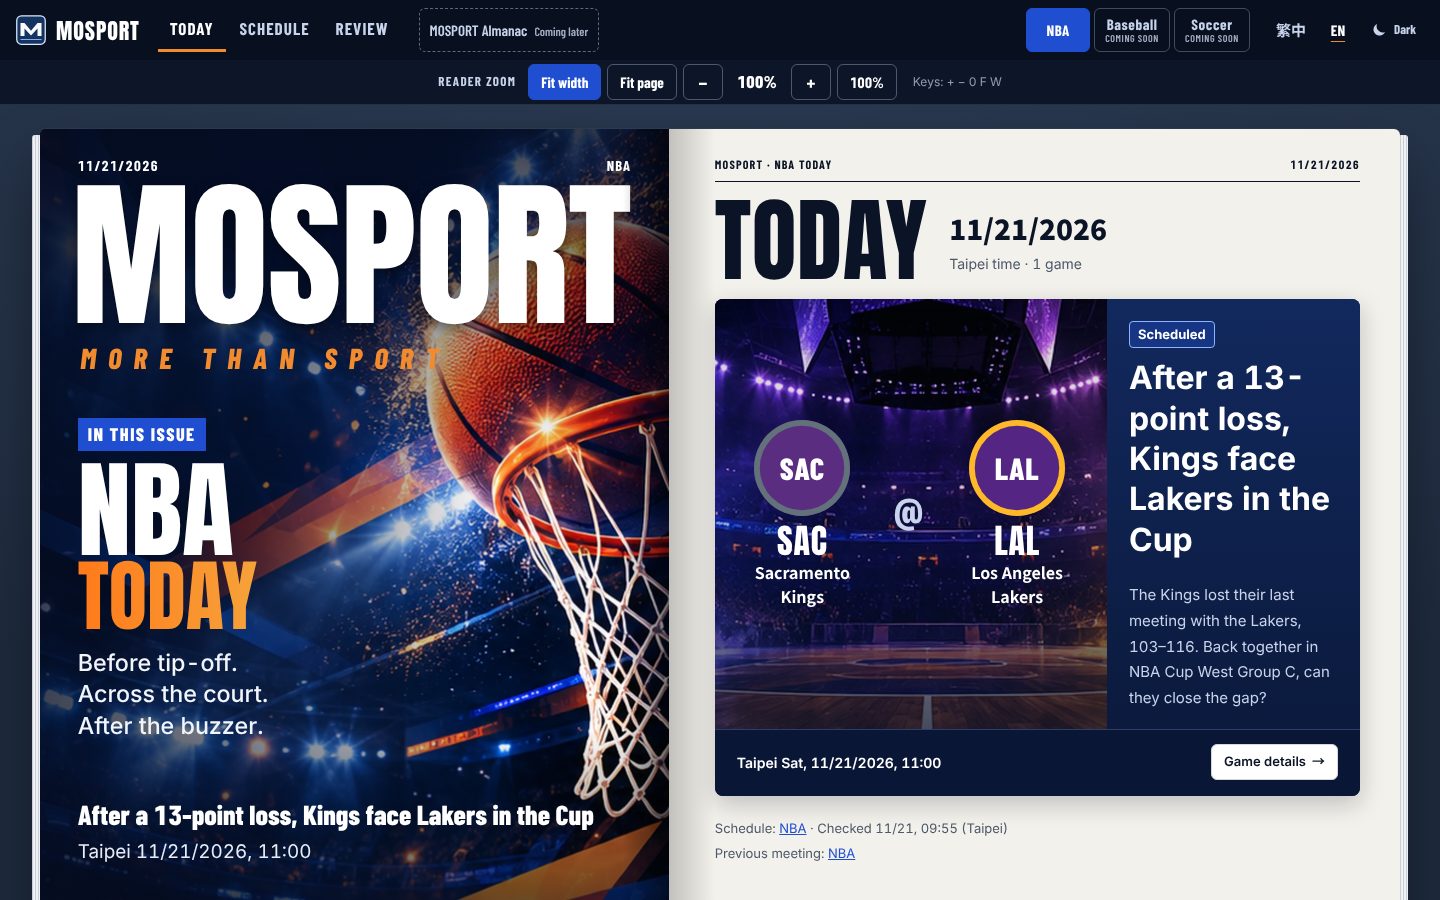 MOSPORT
TODAY
SCHEDULE
REVIEW
MOSPORT Almanac Coming later
NBA
Baseball
COMING SOON
Soccer
COMING SOON
繁中
EN
Dark
READER ZOOM
Fit width
Fit page
−
100%
+
100%
Keys: + − 0 F W
11/21/2026
NBA
MOSPORT
MORE THAN SPORT
IN THIS ISSUE
NBA
TODAY
Before tip-off.
Across the court.
After the buzzer.
After a 13-point loss, Kings face Lakers in the Cup
Taipei 11/21/2026, 11:00
MOSPORT · NBA TODAY
11/21/2026
TODAY
11/21/2026
Taipei time · 1 game
SAC
SAC
Sacramento
Kings
@
LAL
LAL
Los Angeles
Lakers
Scheduled
After a 13-
point loss,
Kings face
Lakers in the
Cup
The Kings lost their last
meeting with the Lakers,
103–116. Back together in
NBA Cup West Group C, can
they close the gap?
Taipei Sat, 11/21/2026, 11:00
Game details →
Schedule: NBA · Checked 11/21, 09:55 (Taipei)
Previous meeting: NBA